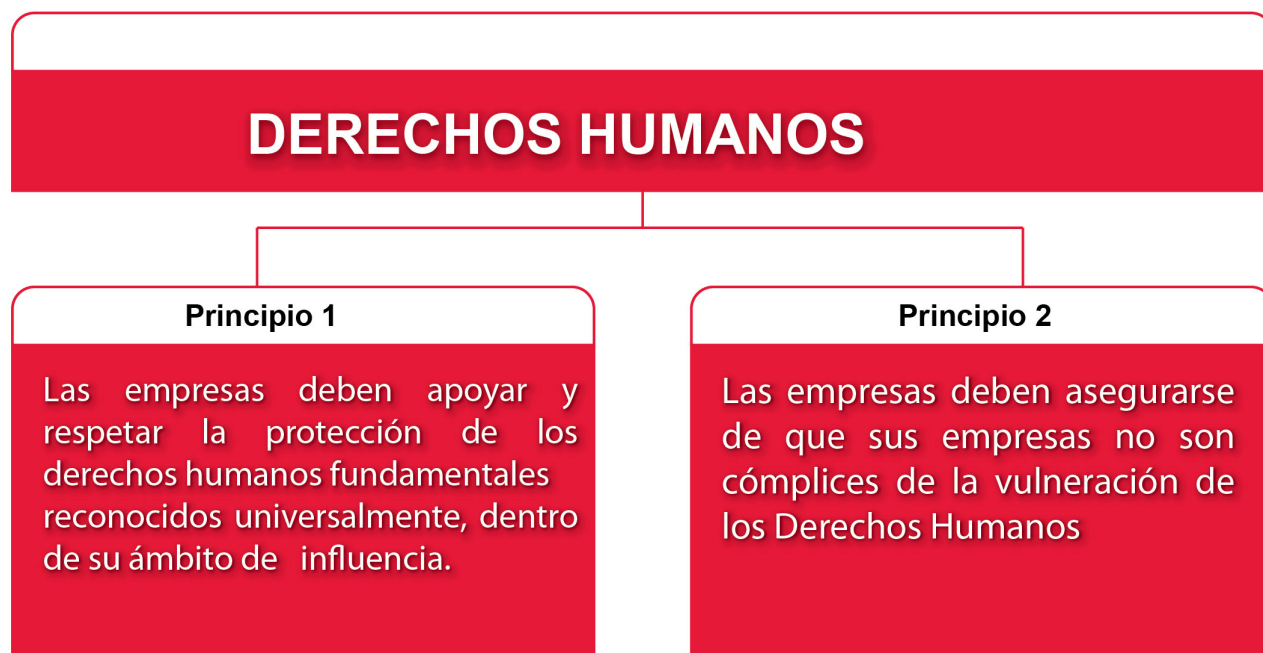 DERECHOS HUMANOS
Principio 1
Las empresas deben apoyar y
respetar la protección de los
derechos humanos fundamentales
reconocidos universalmente, dentro
de su ámbito de influencia.
Principio 2
Las empresas deben asegurarse
de que sus empresas no son
cómplices de la vulneración de
los Derechos Humanos